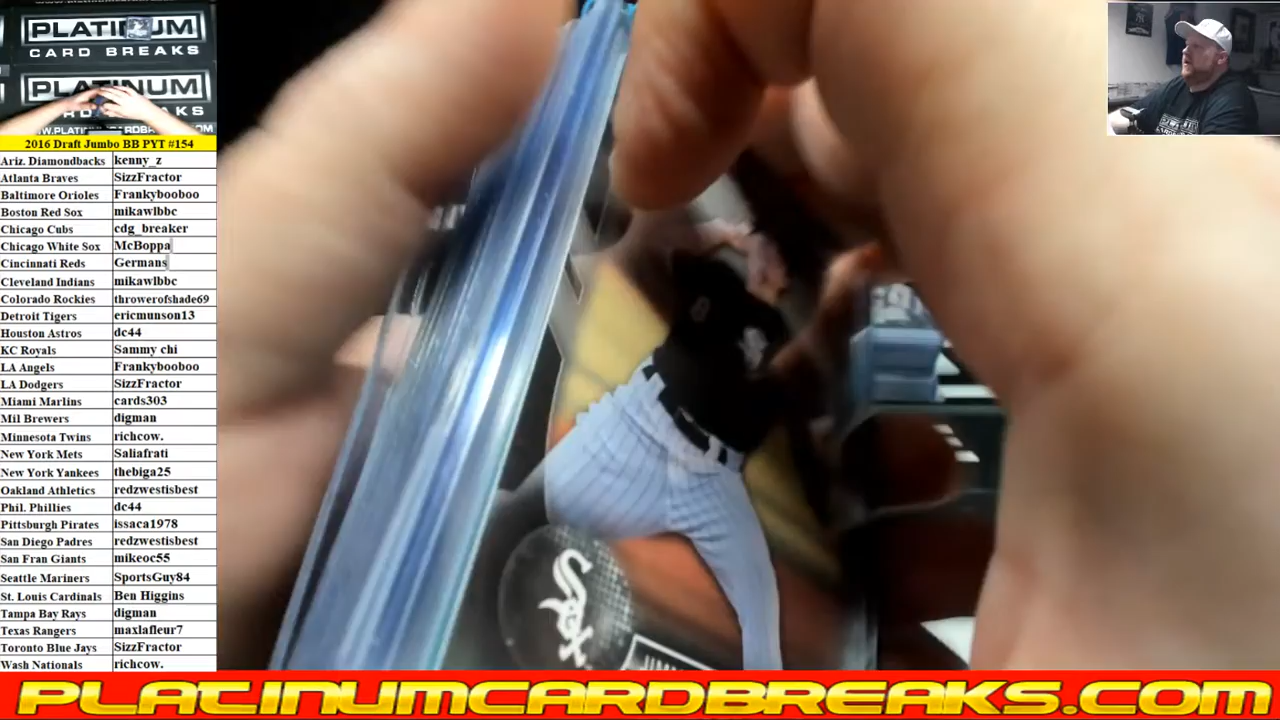 PLATINUM
CARD BREAKS
PLATINUM
2016 Draft Jumbo BB PYT #154
Ariz. Diamondbacks kenny_z
Atlanta Braves SizzFractor
Baltimore Orioles Frankybooboo
Boston Red Sox mikawlbbc
Chicago Cubs cdg_breaker
Chicago White Sox McBoppa
Cincinnati Reds Germans
Cleveland Indians mikawlbbc
Colorado Rockies throwerofshade69
Detroit Tigers ericmunson13
Houston Astros dc44
KC Royals Sammy chi
LA Angels Frankybooboo
LA Dodgers SizzFractor
Miami Marlins cards303
Mil Brewers digman
Minnesota Twins richcow.
New York Mets Saliafrati
New York Yankees thebiga25
Oakland Athletics redzwestisbest
Phil. Phillies dc44
Pittsburgh Pirates issaca1978
San Diego Padres redzwestisbest
San Fran Giants mikeoc55
Seattle Mariners SportsGuy84
St. Louis Cardinals Ben Higgins
Tampa Bay Rays digman
Texas Rangers maxlafleur7
Toronto Blue Jays SizzFractor
Wash Nationals richcow.
Sox
PLATINUMCARDBREAKS.COM